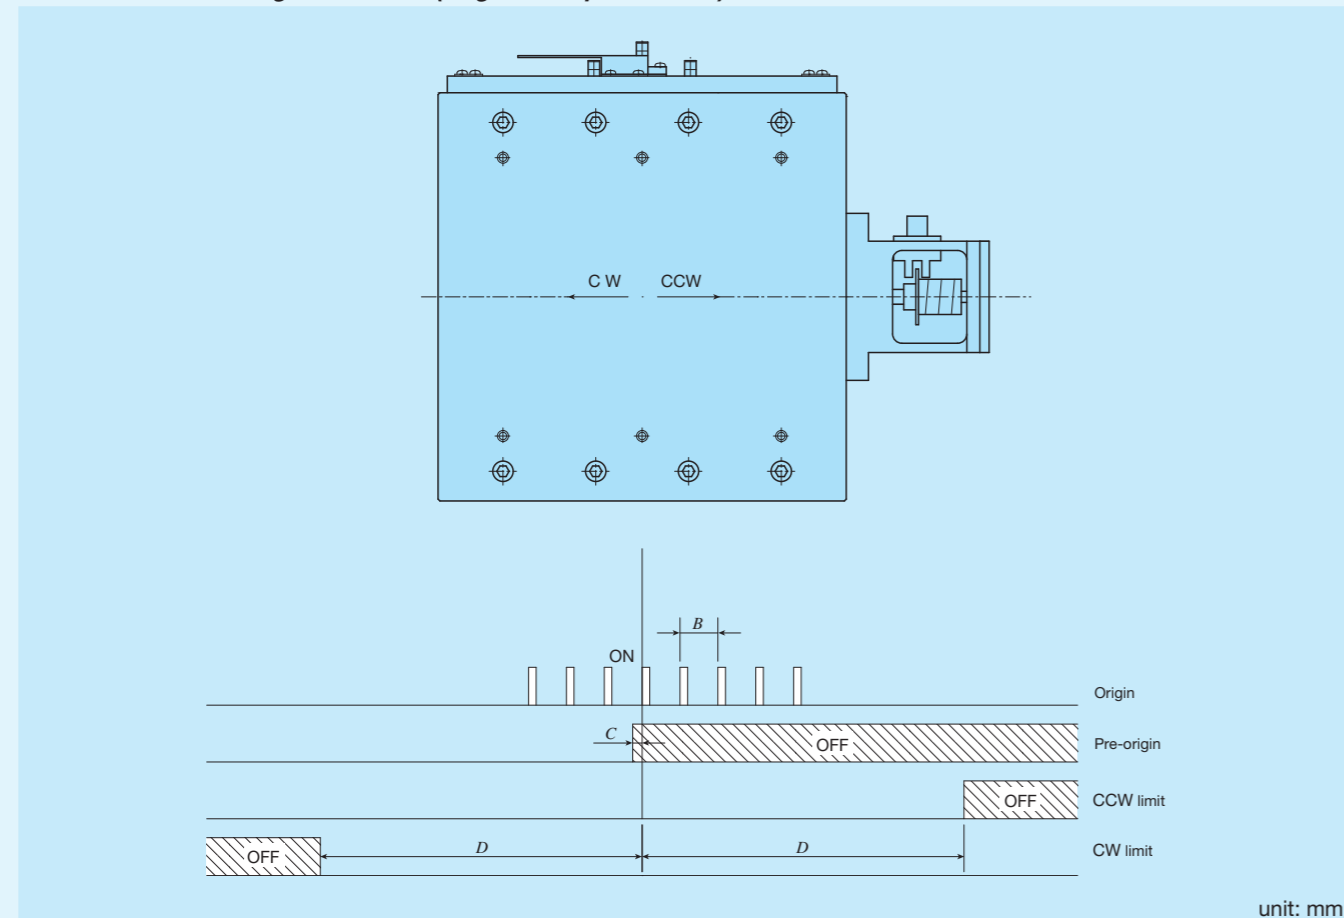 C W CCW
B
ON
Origin
C
OFF
Pre-origin
OFF
CCW limit
OFF
D
D
CW limit
unit: mm